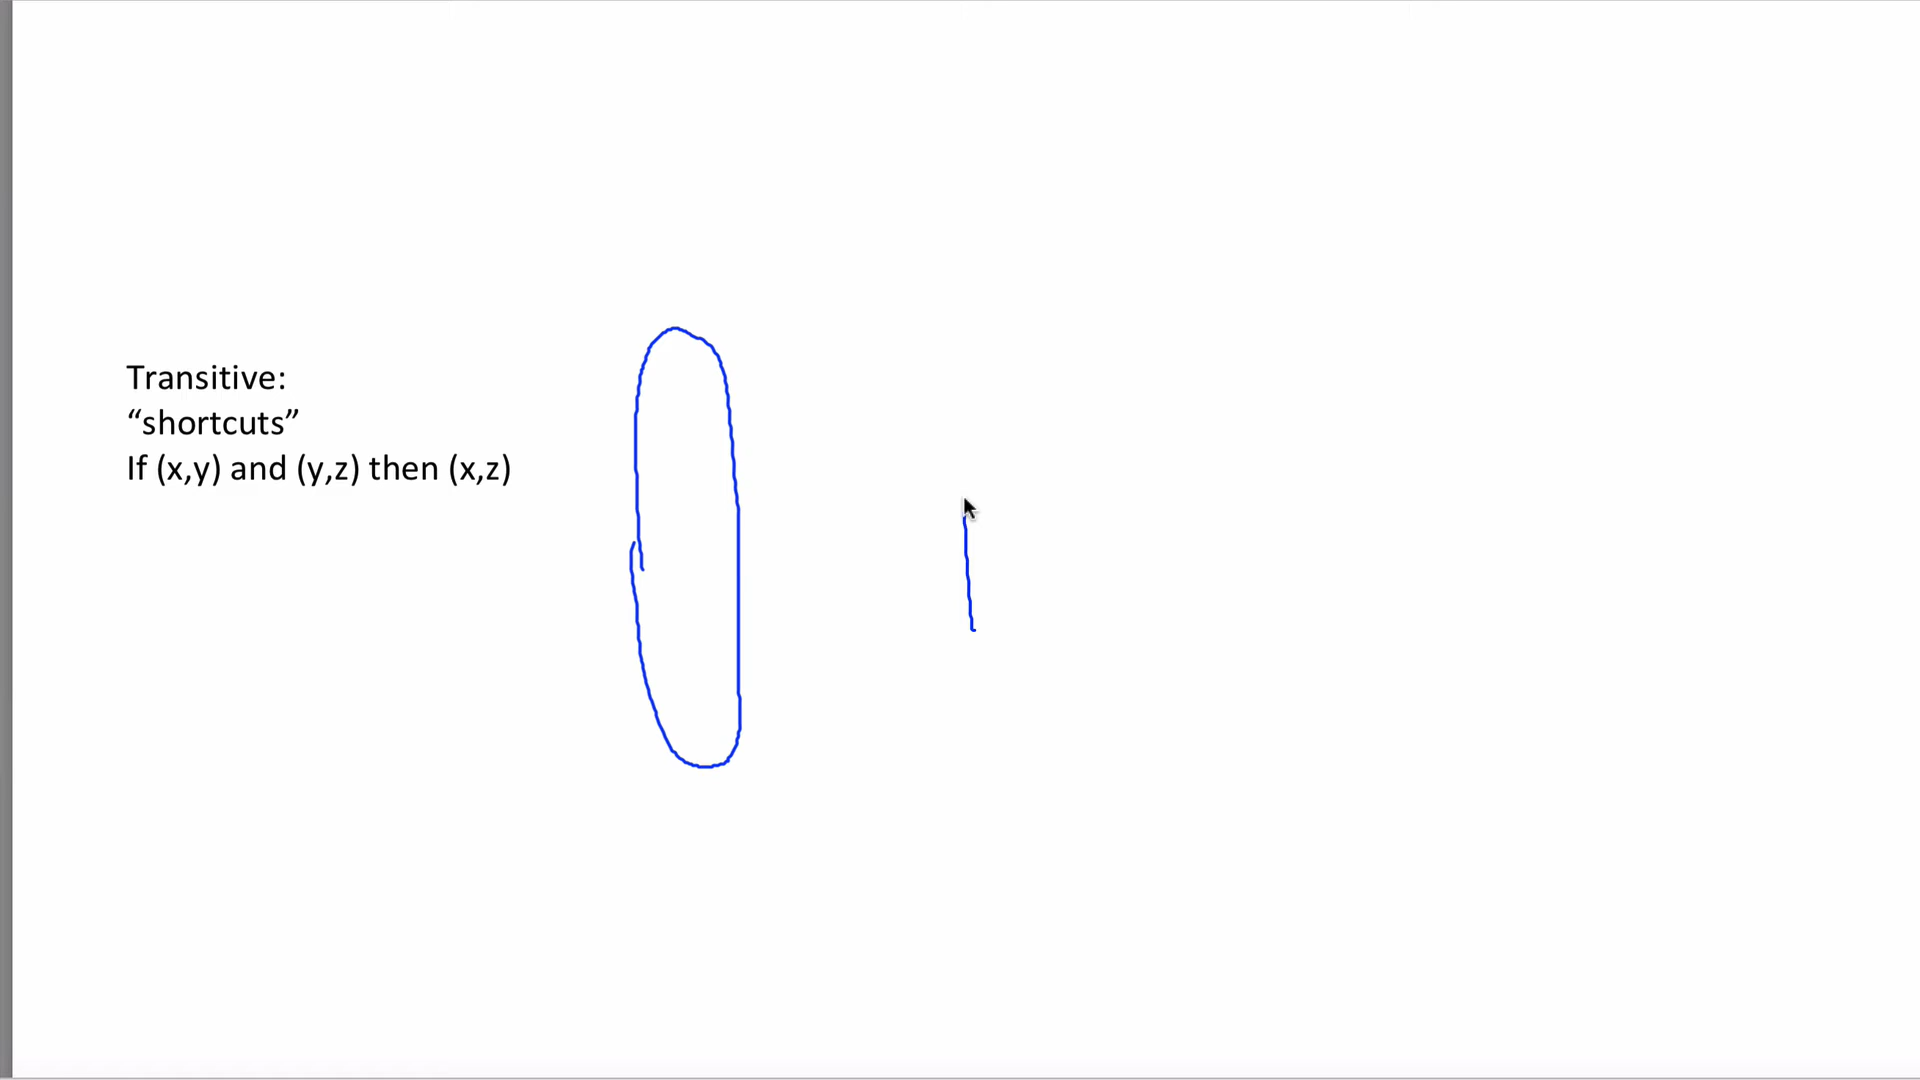 Transitive:
“shortcuts”
If (x,y) and (y,z) then (x,z)